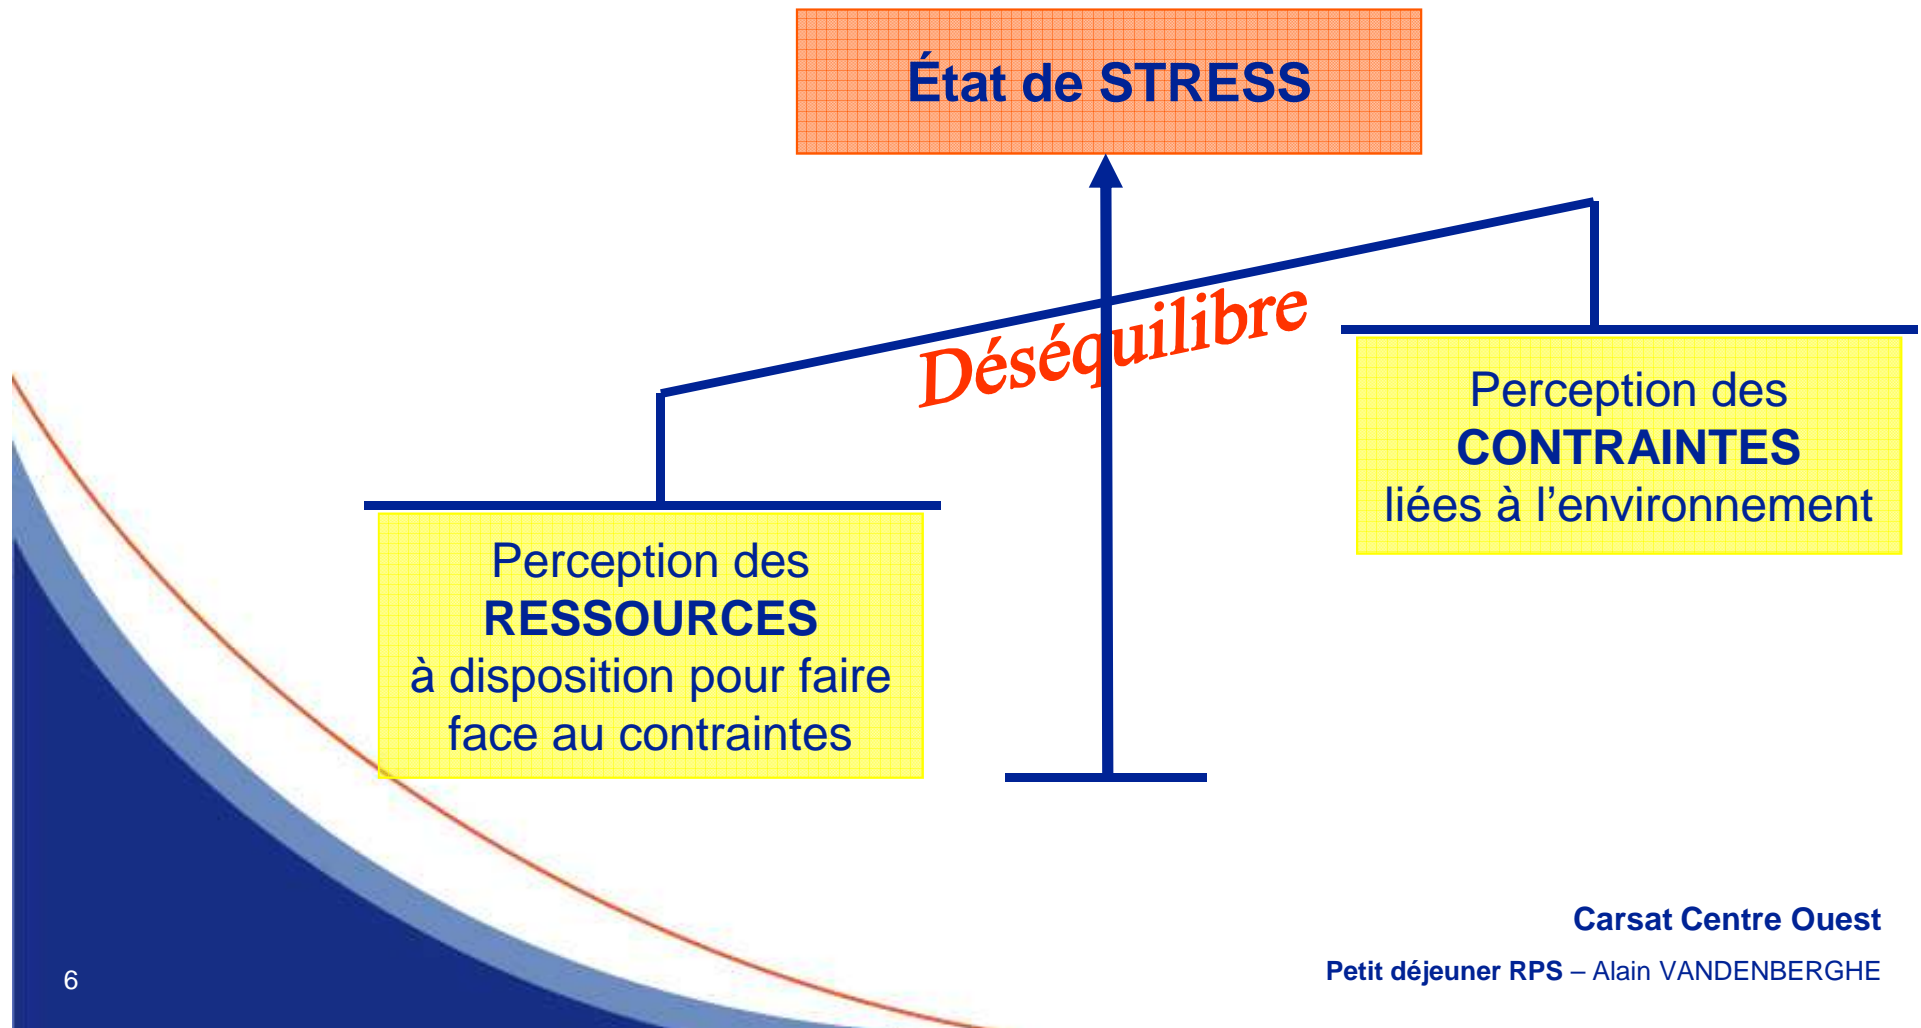 État de STRESS
Déséquilibre
Perception des
CONTRAINTES
liées à l’environnement
Perception des
RESSOURCES
à disposition pour faire
face au contraintes
Carsat Centre Ouest
Petit déjeuner RPS – Alain VANDENBERGHE
6